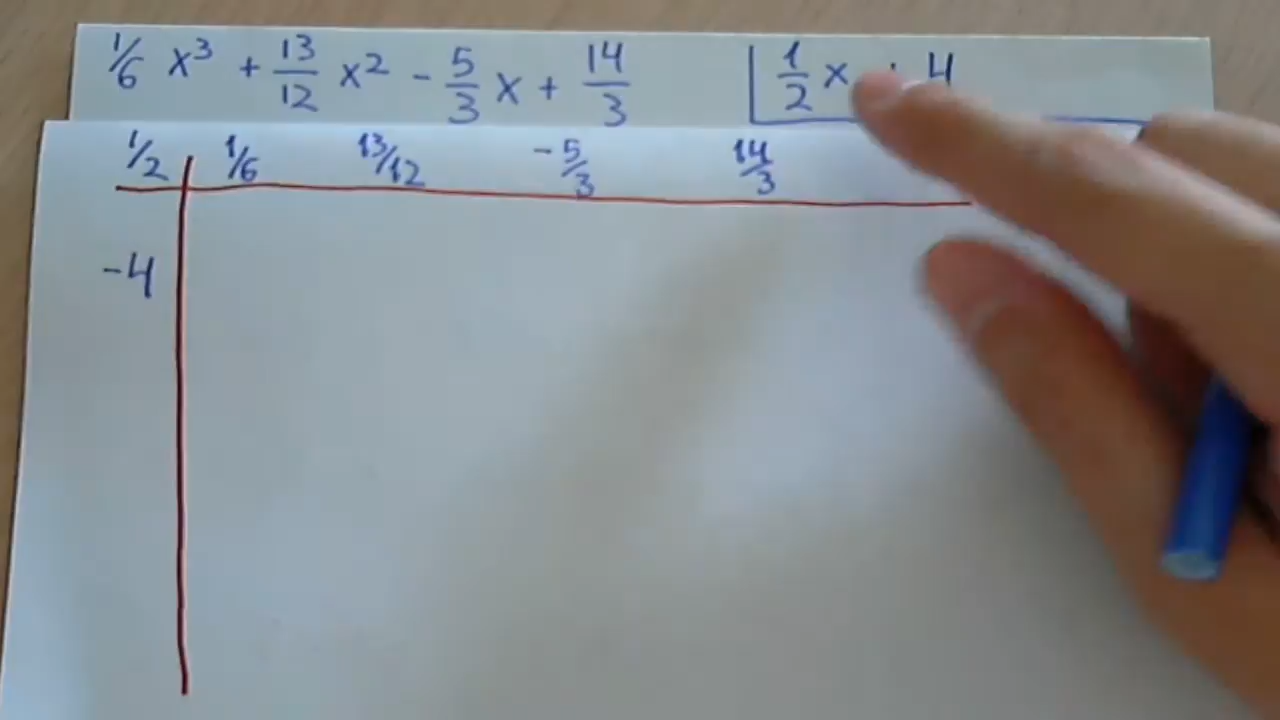 1/6 x³ + 13/12 x² - 5/3 x + 14/3 1/2 x + 4
1/2 1/6 13/12 -5/3 14/3
-4